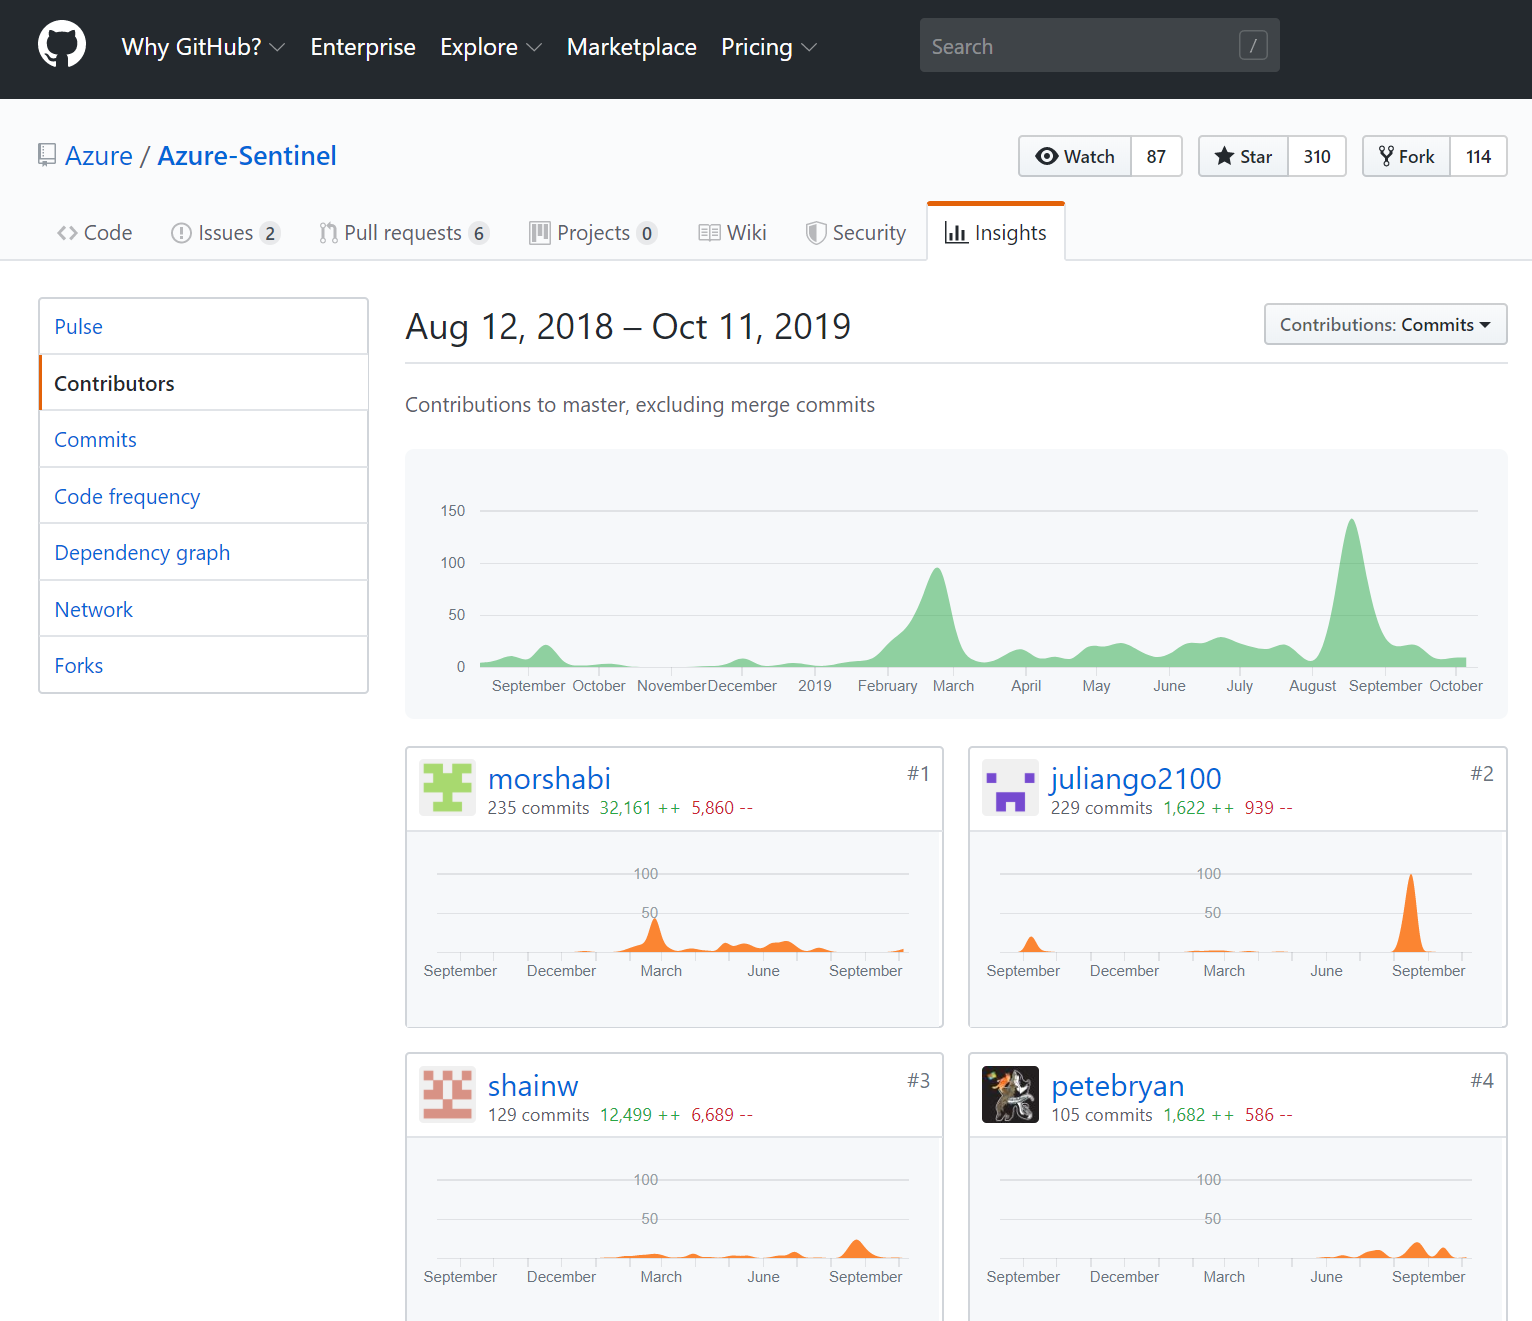 Why GitHub? Enterprise Explore Marketplace Pricing Search /
Azure / Azure-Sentinel Watch 87 Star 310 Fork 114
Code Issues 2 Pull requests 6 Projects 0 Wiki Security Insights
Pulse
Contributors
Commits
Code frequency
Dependency graph
Network
Forks
Aug 12, 2018 – Oct 11, 2019 Contributions: Commits
Contributions to master, excluding merge commits
150
100
50
0
September October November December 2019 February March April May June July August September October
morshabi #1
235 commits 32,161 ++ 5,860 --
100
50
September December March June September
juliango2100 #2
229 commits 1,622 ++ 939 --
100
50
September December March June September
shainw #3
129 commits 12,499 ++ 6,689 --
100
50
September December March June September
petebryan #4
105 commits 1,682 ++ 586 --
100
50
September December March June September